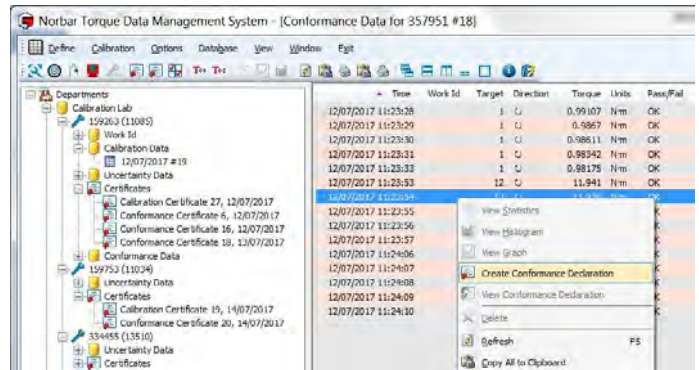 Norbar Torque Data Management System - [Conformance Data for 357951 #18]
Define Calibration Options Database View Window Exit
Departments
Calibration Lab
159263 (11085)
Work Id
Calibration Data
12/07/2017 #19
Uncertainty Data
Certificates
Calibration Certificate 27, 12/07/2017
Conformance Certificate 6, 12/07/2017
Conformance Certificate 16, 12/07/2017
Conformance Certificate 18, 13/07/2017
Conformance Data
159753 (11034)
Uncertainty Data
Certificates
Calibration Certificate 19, 14/07/2017
Conformance Certificate 20, 14/07/2017
334455 (13510)
Uncertainty Data
Certificates
Time Work Id Target Direction Torque Units Pass/Fail
12/07/2017 11:23:28 1 0.99107 N·m OK
12/07/2017 11:23:29 1 0.9867 N·m OK
12/07/2017 11:23:30 1 0.98611 N·m OK
12/07/2017 11:23:31 1 0.98342 N·m OK
12/07/2017 11:23:33 1 0.98175 N·m OK
12/07/2017 11:23:53 12 11.941 N·m OK
12/07/2017 11:23:54
12/07/2017 11:23:55
12/07/2017 11:23:56
12/07/2017 11:23:57
12/07/2017 11:24:06
12/07/2017 11:24:07
12/07/2017 11:24:08
12/07/2017 11:24:09
12/07/2017 11:24:10
View Statistics
View Histogram
View Graph
Create Conformance Declaration
View Conformance Declaration
Delete
Refresh F5
Copy All to Clipboard